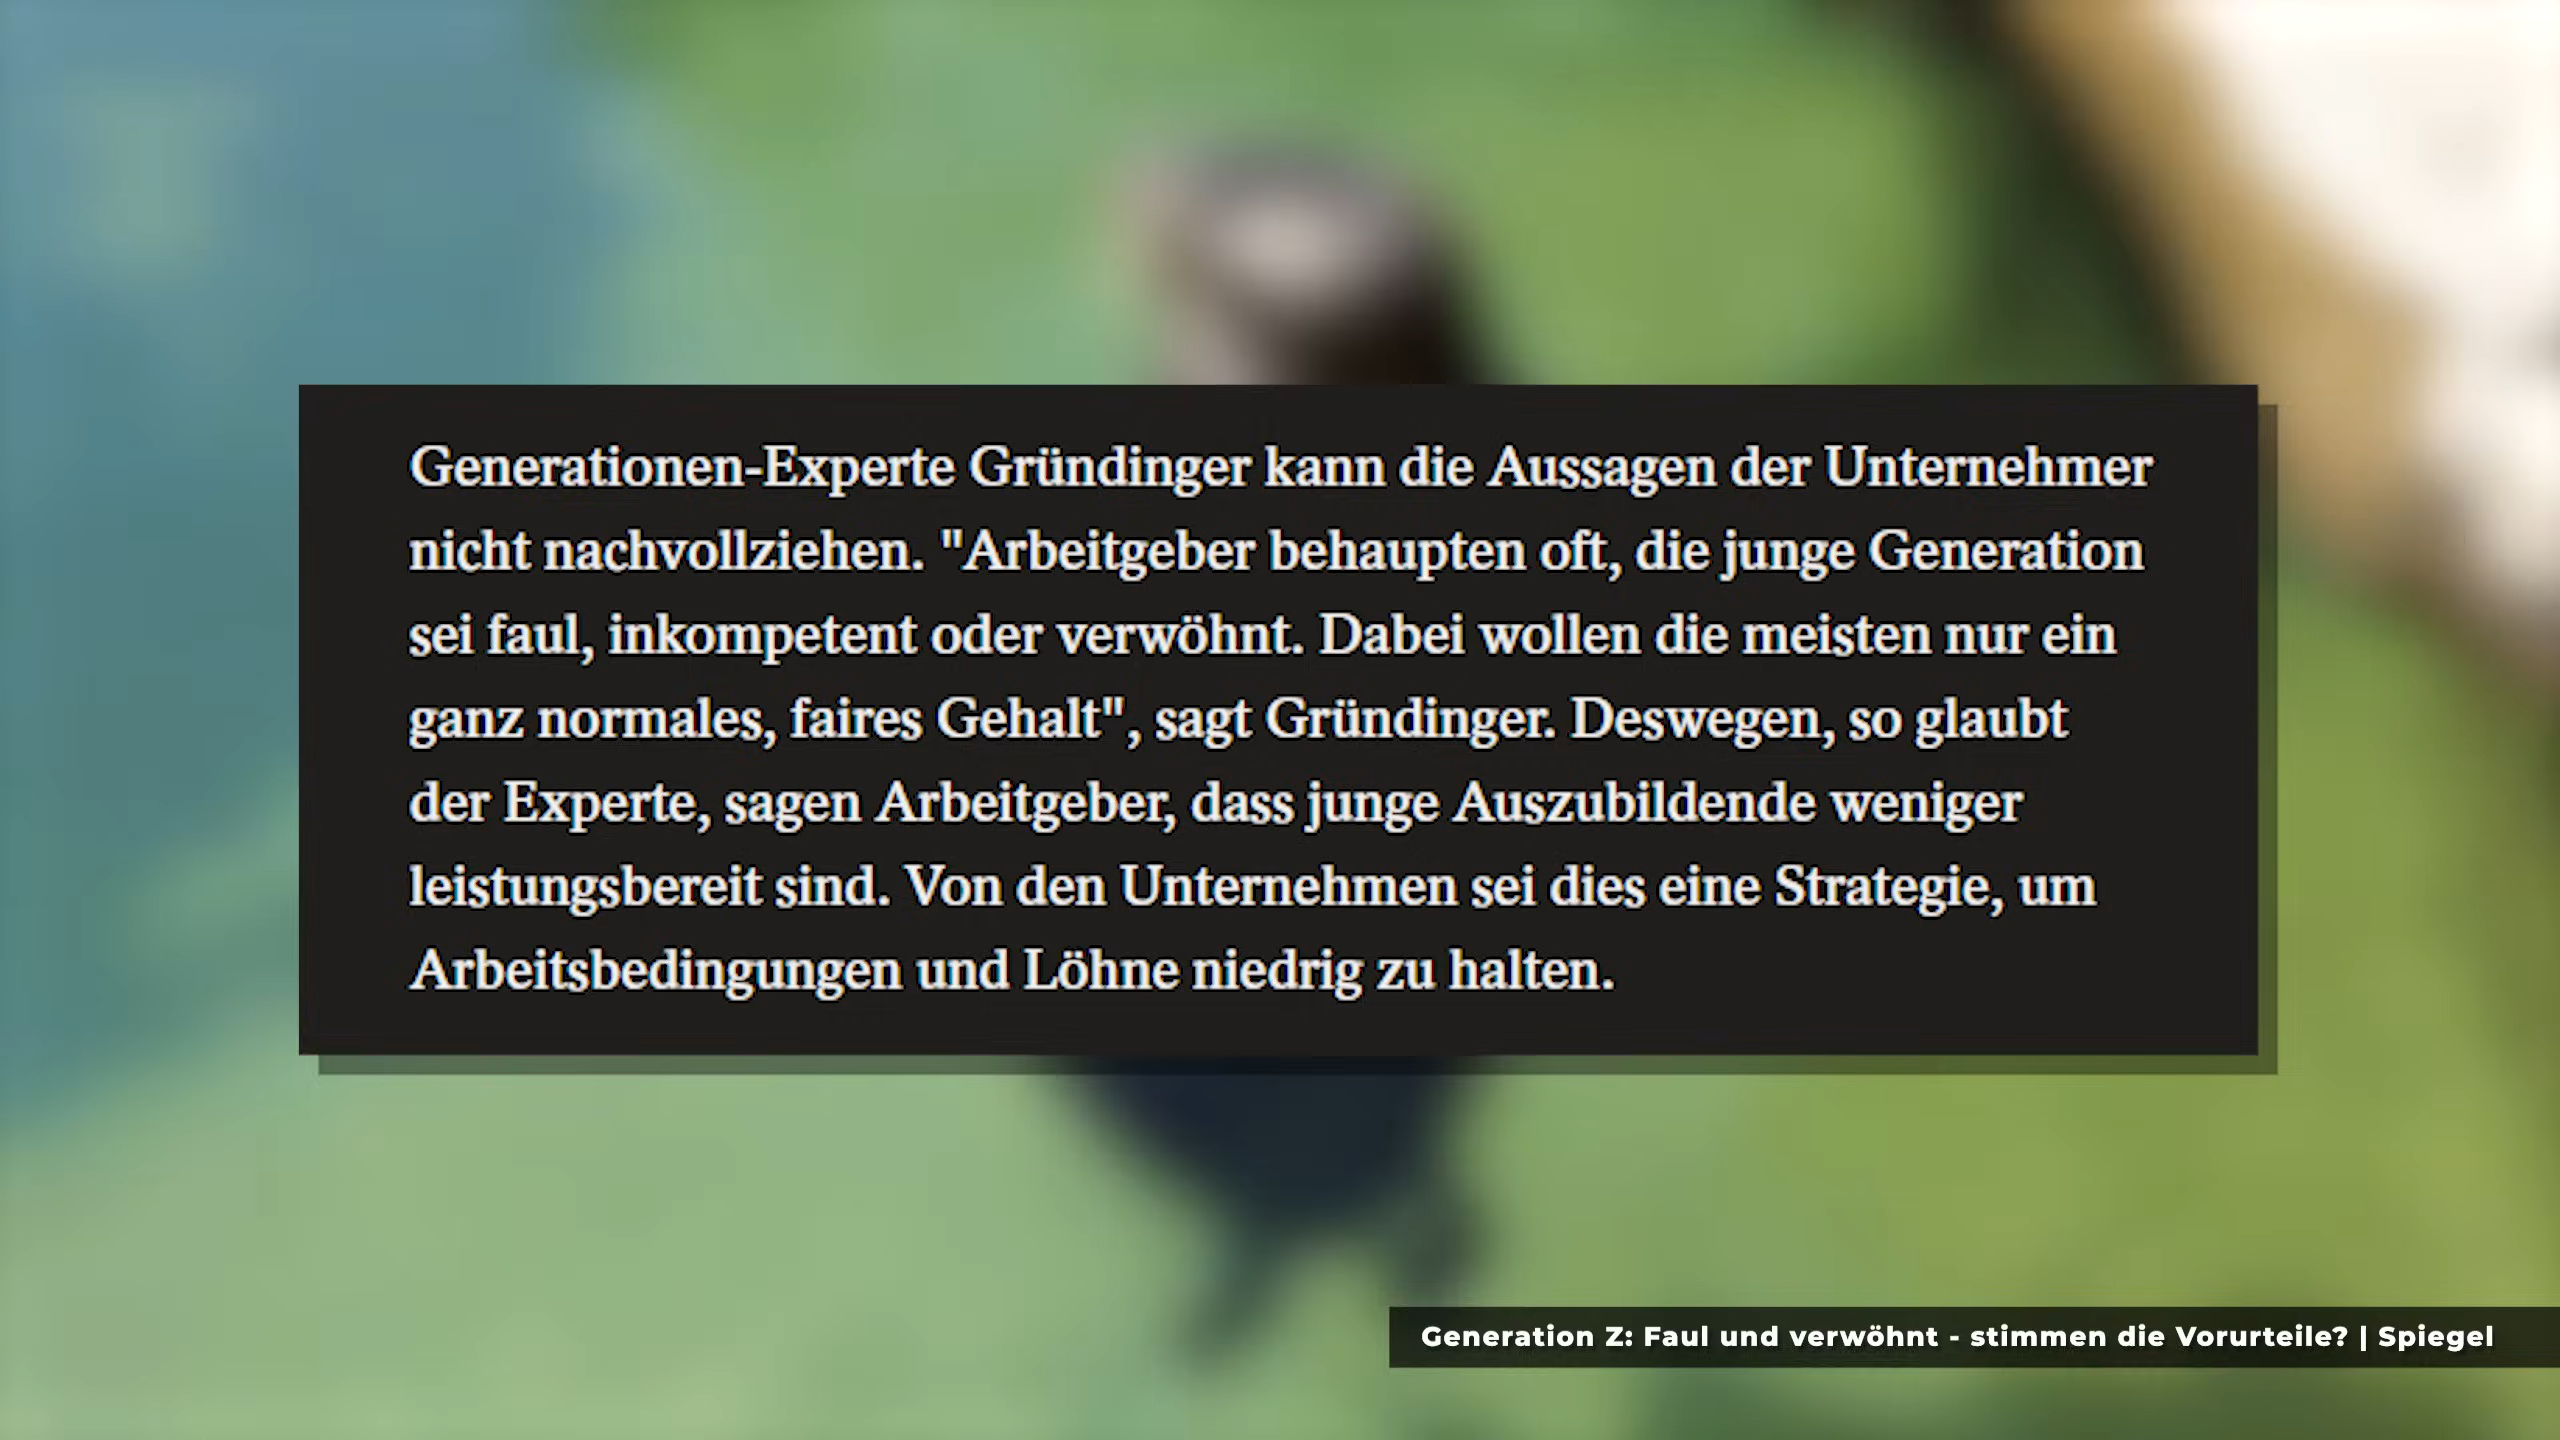 Generationen-Experte Gründinger kann die Aussagen der Unternehmer
nicht nachvollziehen. "Arbeitgeber behaupten oft, die junge Generation
sei faul, inkompetent oder verwöhnt. Dabei wollen die meisten nur ein
ganz normales, faires Gehalt", sagt Gründinger. Deswegen, so glaubt
der Experte, sagen Arbeitgeber, dass junge Auszubildende weniger
leistungsbereit sind. Von den Unternehmen sei dies eine Strategie, um
Arbeitsbedingungen und Löhne niedrig zu halten.
Generation Z: Faul und verwöhnt - stimmen die Vorurteile? | Spiegel